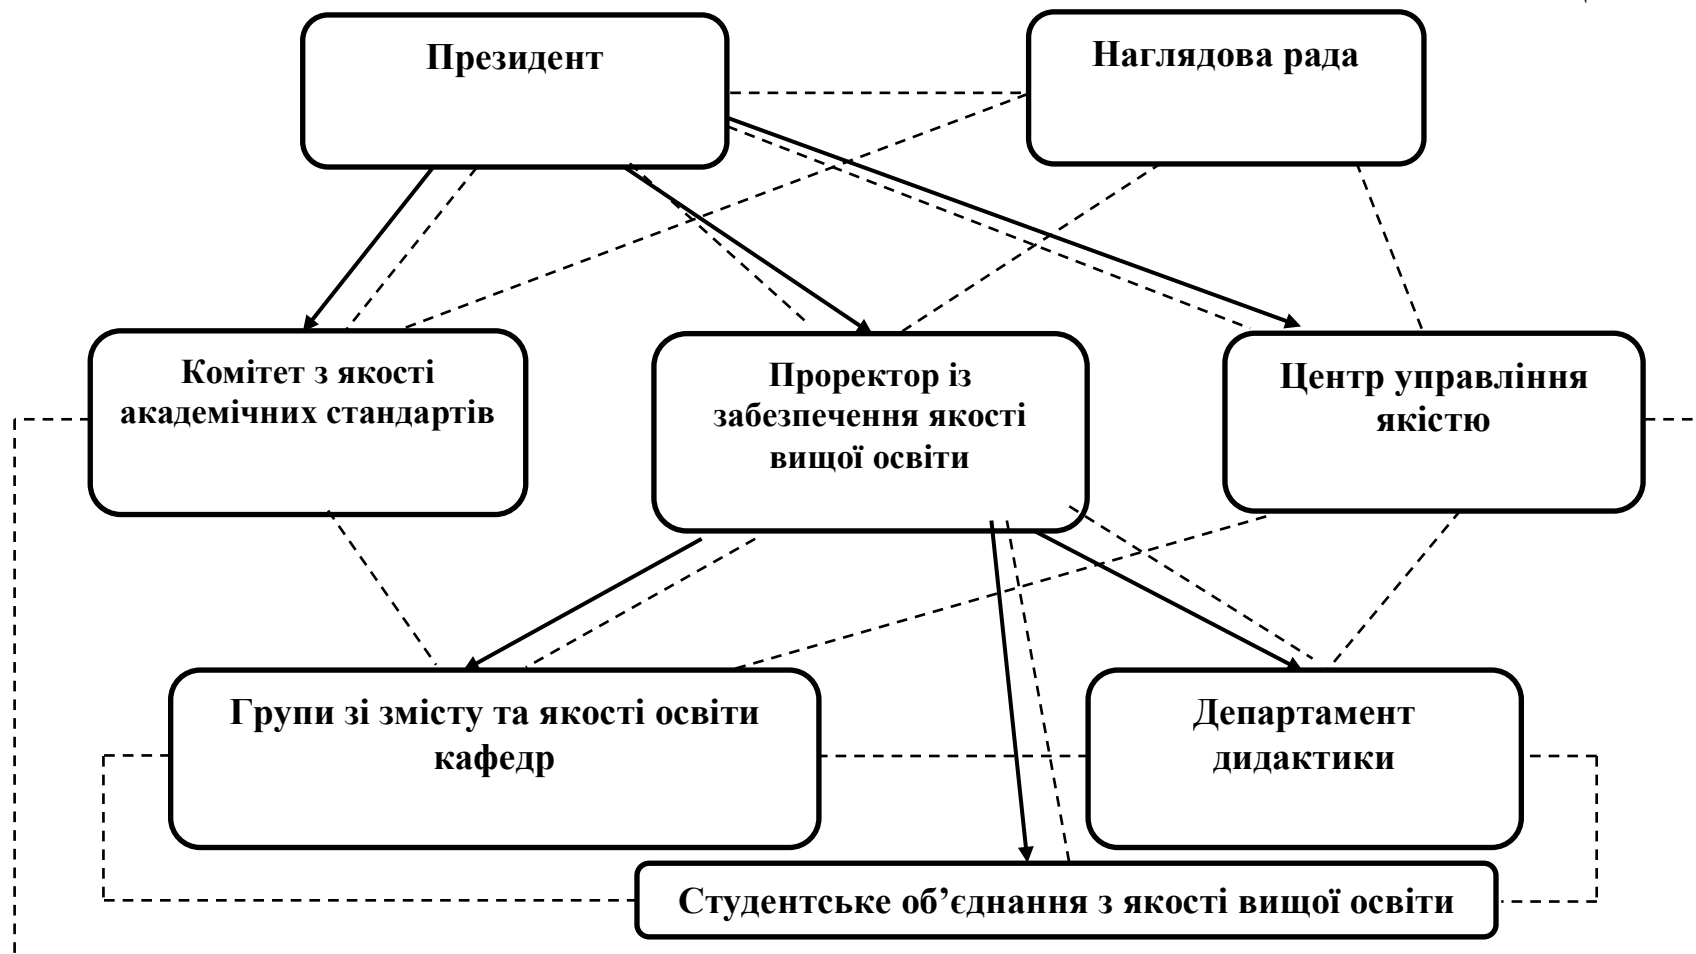 Президент
Наглядова рада
Комітет з якості
академічних стандартів
Проректор із
забезпечення якості
вищої освіти
Центр управління
якістю
Групи зі змісту та якості освіти
кафедр
Департамент
дидактики
Студентське об’єднання з якості вищої освіти